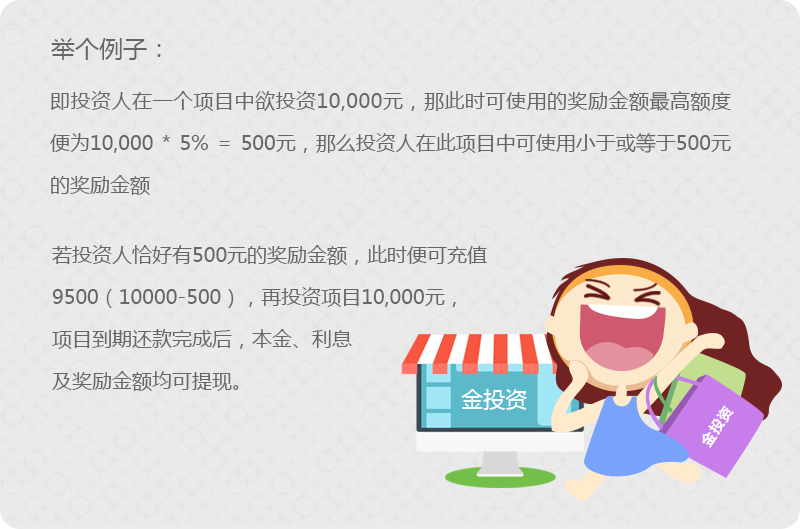 举个例子：
即投资人在一个项目中欲投资10,000元，那此时可使用的奖励金额最高额度
便为10,000 * 5% = 500元，那么投资人在此项目中可使用小于或等于500元
的奖励金额
若投资人恰好有500元的奖励金额，此时便可充值
9500（10000-500），再投资项目10,000元，
项目到期还款完成后，本金、利息
及奖励金额均可提现。
金投资
金投资